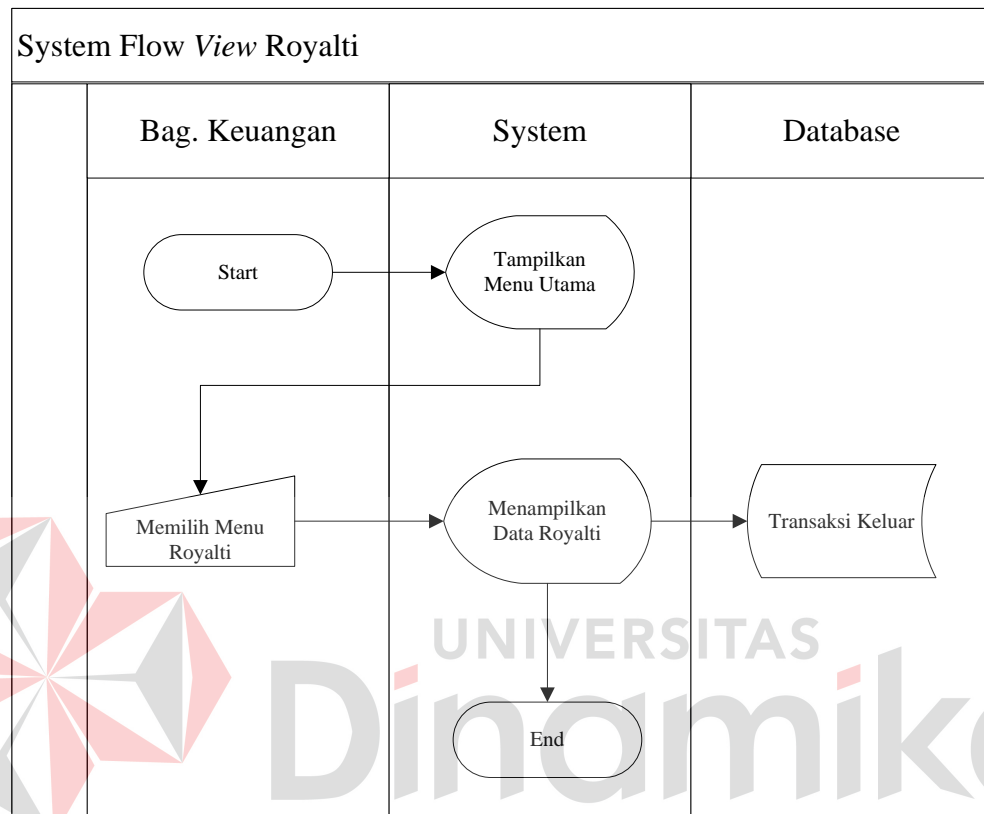 System Flow View Royalti
Bag. Keuangan
System
Database
Start
Tampilkan
Menu Utama
Memilih Menu
Royalti
Menampilkan
Data Royalti
Transaksi Keluar
End
UNIVERSITAS
Dinamika